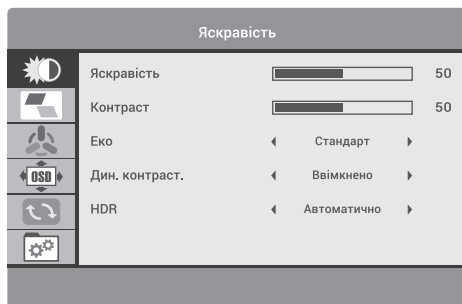 Яскравість
Яскравість 50
Контраст 50
Еко Стандарт
Дин. контраст. Ввімкнено
OSD
HDR Автоматично